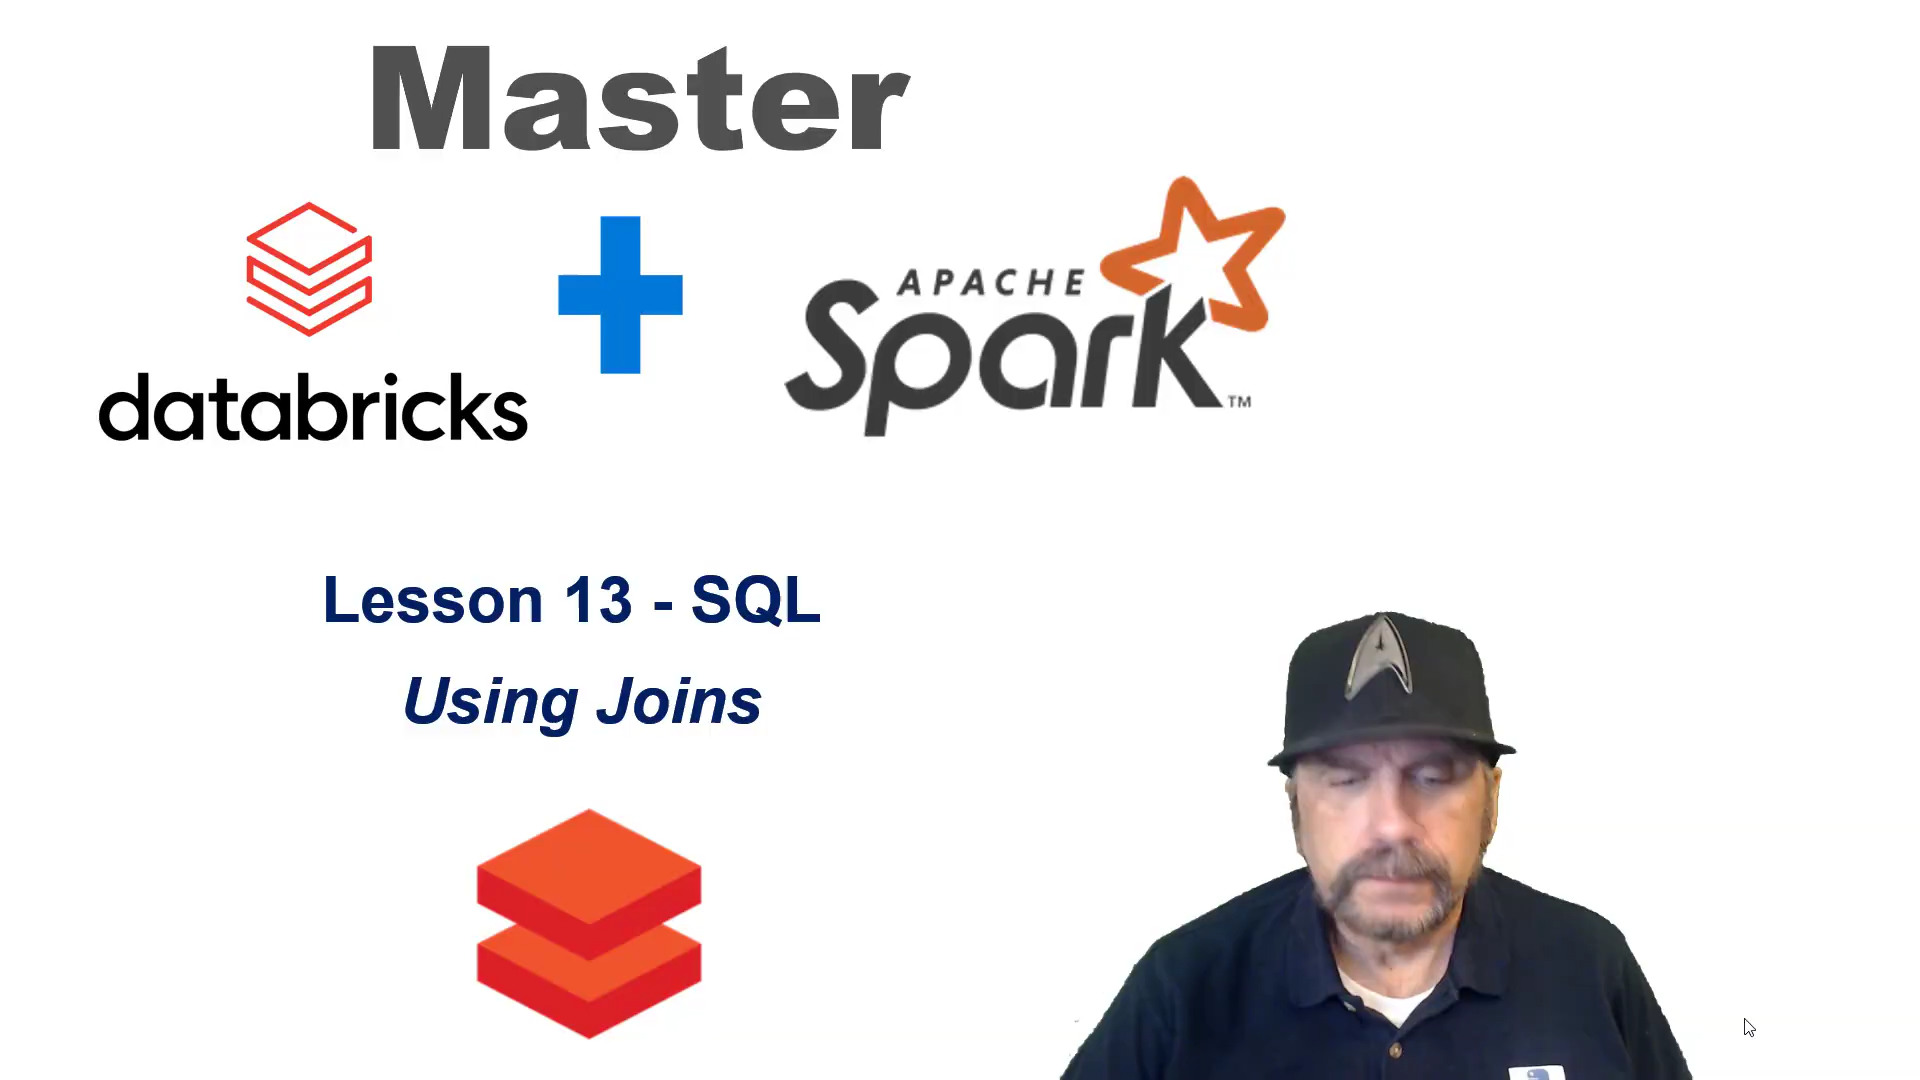 Master
databricks
APACHE
Spark™
Lesson 13 - SQL
Using Joins